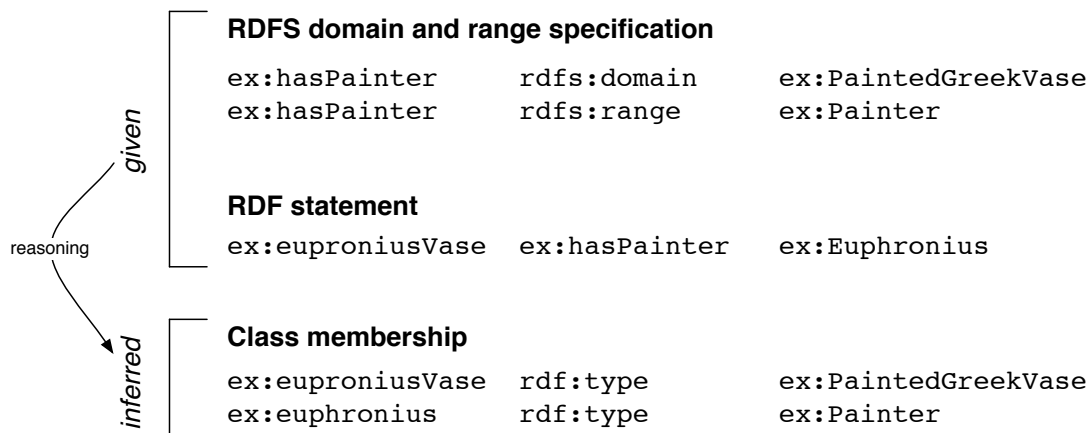 RDFS domain and range specification
ex:hasPainter rdfs:domain ex:PaintedGreekVase
ex:hasPainter rdfs:range ex:Painter
given
RDF statement
ex:euproniusVase ex:hasPainter ex:Euphronius
reasoning
Class membership
ex:euproniusVase rdf:type ex:PaintedGreekVase
ex:euphronius rdf:type ex:Painter
inferred